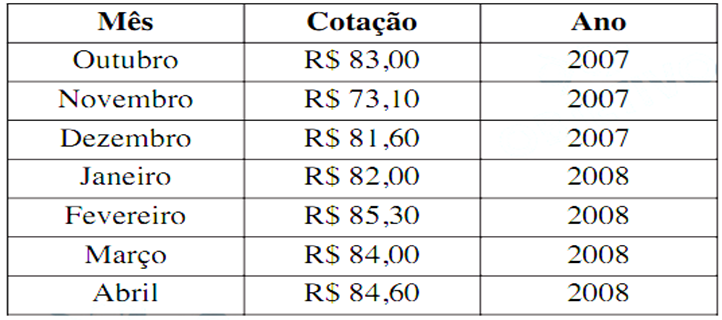 Mês Cotação Ano
Outubro R$ 83,00 2007
Novembro R$ 73,10 2007
Dezembro R$ 81,60 2007
Janeiro R$ 82,00 2008
Fevereiro R$ 85,30 2008
Março R$ 84,00 2008
Abril R$ 84,60 2008